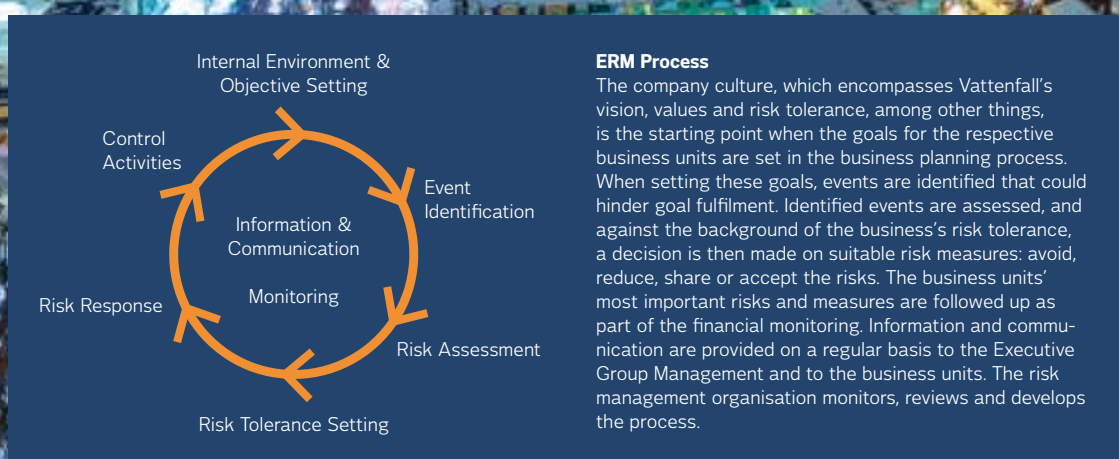 Internal Environment &
Objective Setting
Control
Activities
Event
Identification
Information &
Communication
Monitoring
Risk Response
Risk Assessment
Risk Tolerance Setting
ERM Process
The company culture, which encompasses Vattenfall's
vision, values and risk tolerance, among other things,
is the starting point when the goals for the respective
business units are set in the business planning process.
When setting these goals, events are identified that could
hinder goal fulfilment. Identified events are assessed, and
against the background of the business's risk tolerance,
a decision is then made on suitable risk measures: avoid,
reduce, share or accept the risks. The business units'
most important risks and measures are followed up as
part of the financial monitoring. Information and commu-
nication are provided on a regular basis to the Executive
Group Management and to the business units. The risk
management organisation monitors, reviews and develops
the process.